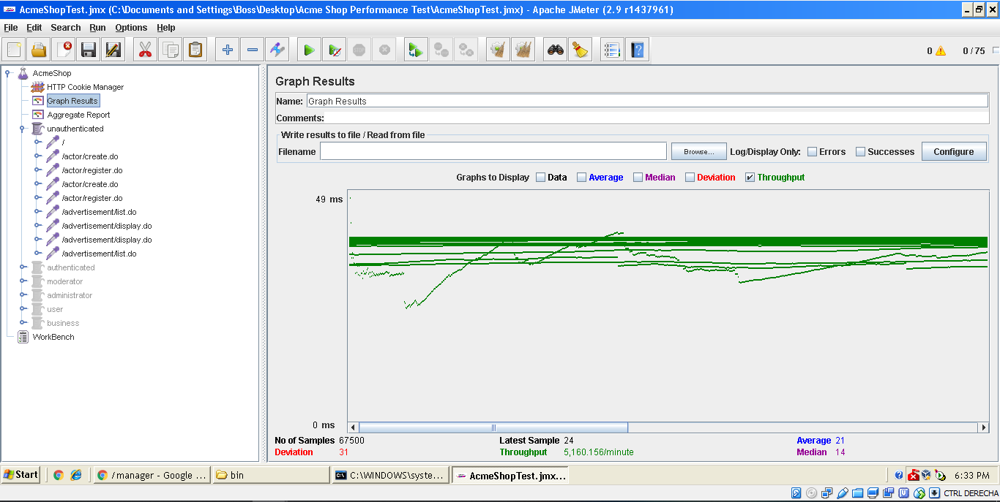 AcmeShopTest.jmx (C:\Documents and Settings\Boss\Desktop\Acme Shop Performance Test\AcmeShopTest.jmx) - Apache JMeter (2.9 r1437961)
File Edit Search Run Options Help
0 0 / 75
AcmeShop
HTTP Cookie Manager
Graph Results
Aggregate Report
unauthenticated
/
/actor/create.do
/actor/register.do
/actor/create.do
/actor/register.do
/advertisement/list.do
/advertisement/display.do
/advertisement/display.do
/advertisement/list.do
authenticated
moderator
administrator
user
business
WorkBench
Graph Results
Name: Graph Results
Comments:
Write results to file / Read from file
Filename Browse... Log/Display Only: Errors Successes Configure
Graphs to Display Data Average Median Deviation Throughput
49 ms
0 ms
No of Samples 67500 Latest Sample 24 Average 21
Deviation 31 Throughput 5,160.156/minute Median 14
Start /manager - Google ... bin C:\WINDOWS\syste... AcmeShopTest.jmx... 6:33 PM
CTRL DERECHA